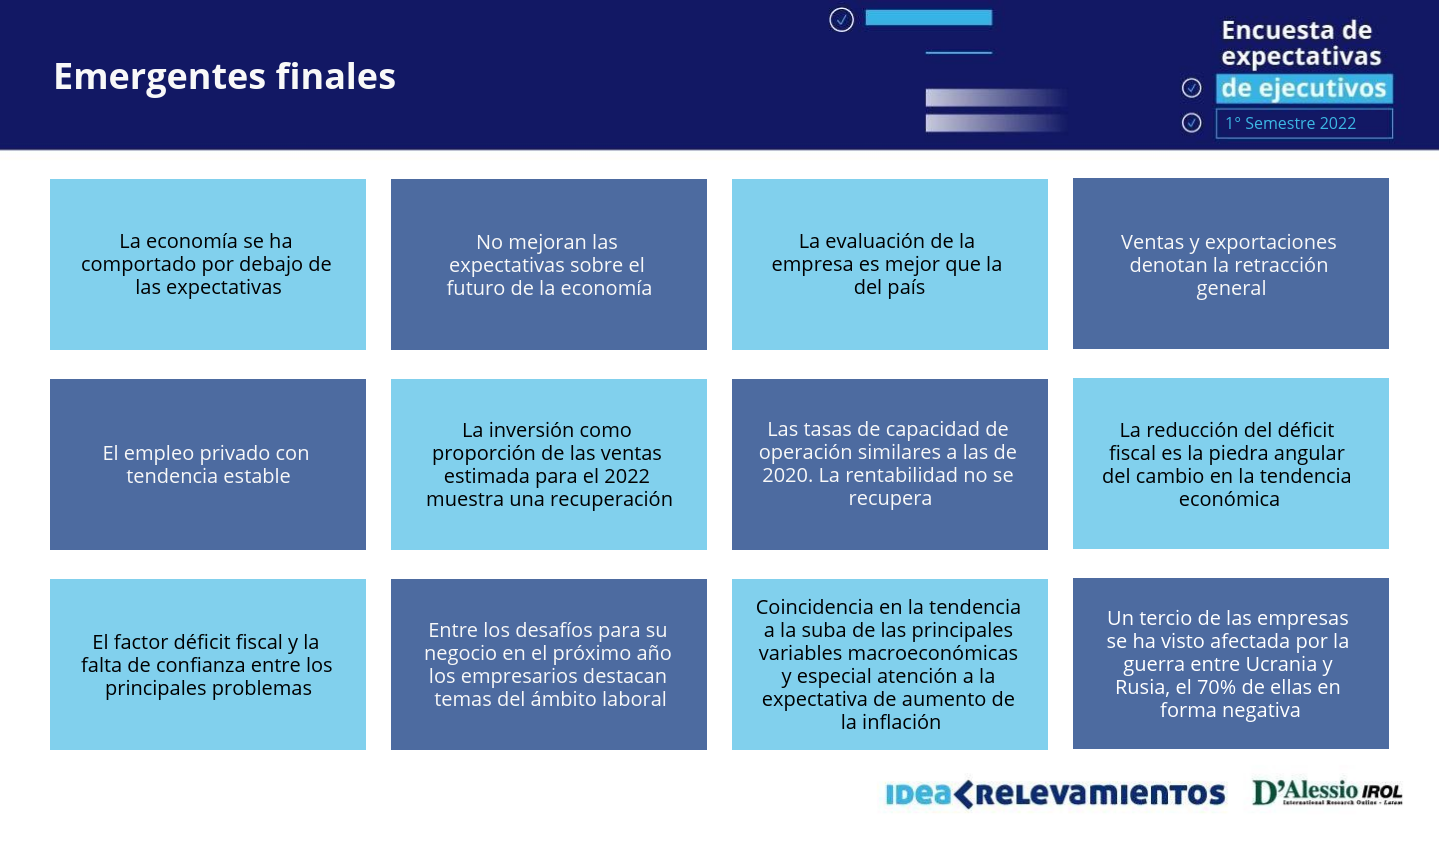 Emergentes finales
Encuesta de
expectativas
de ejecutivos
1° Semestre 2022
La economía se ha
comportado por debajo de
las expectativas
No mejoran las
expectativas sobre el
futuro de la economía
La evaluación de la
empresa es mejor que la
del país
Ventas y exportaciones
denotan la retracción
general
El empleo privado con
tendencia estable
La inversión como
proporción de las ventas
estimada para el 2022
muestra una recuperación
Las tasas de capacidad de
operación similares a las de
2020. La rentabilidad no se
recupera
La reducción del déficit
fiscal es la piedra angular
del cambio en la tendencia
económica
El factor déficit fiscal y la
falta de confianza entre los
principales problemas
Entre los desafíos para su
negocio en el próximo año
los empresarios destacan
temas del ámbito laboral
Coincidencia en la tendencia
a la suba de las principales
variables macroeconómicas
y especial atención a la
expectativa de aumento de
la inflación
Un tercio de las empresas
se ha visto afectada por la
guerra entre Ucrania y
Rusia, el 70% de ellas en
forma negativa
IDea RELEVAMIENTOS
D'Alessio IROL
International Research Online - Latam